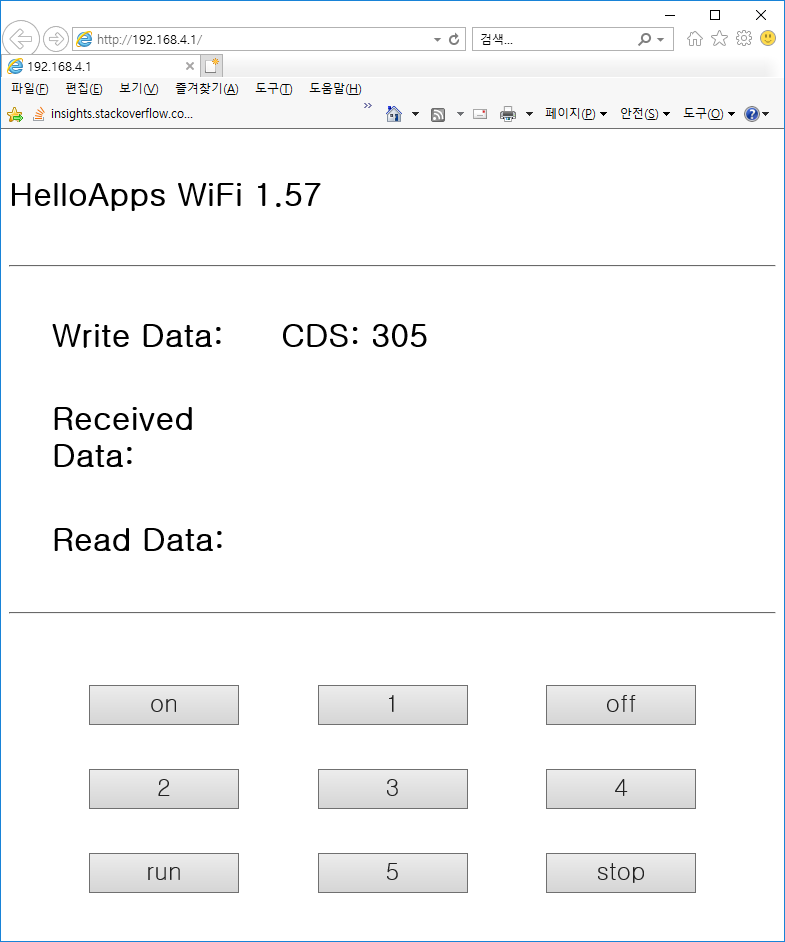 http://192.168.4.1/
검색...
192.168.4.1
파일(F) 편집(E) 보기(V) 즐겨찾기(A) 도구(T) 도움말(H)
insights.stackoverflow.co...
» 페이지(P) 안전(S) 도구(O)
HelloApps WiFi 1.57
Write Data: CDS: 305
Received
Data:
Read Data:
on 1 off
2 3 4
run 5 stop